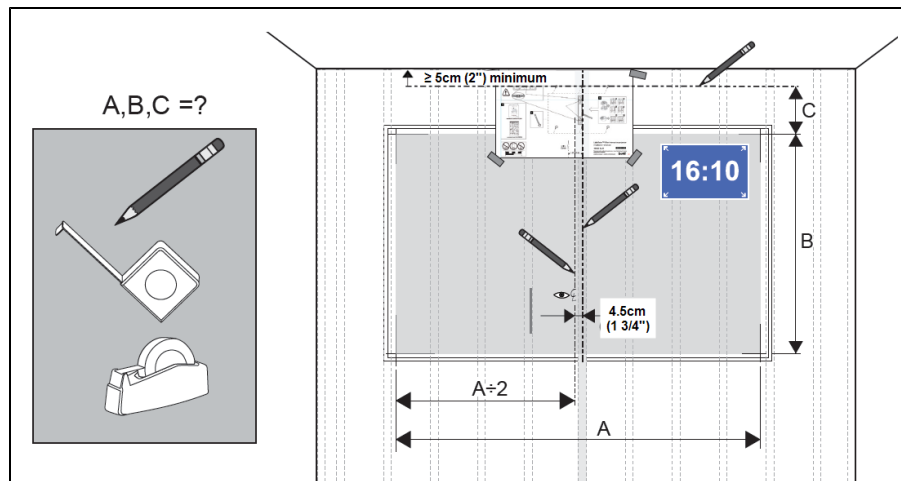 ≥ 5cm (2") minimum
A,B,C =?
C
16:10
B
4.5cm
(1 3/4")
A÷2
A